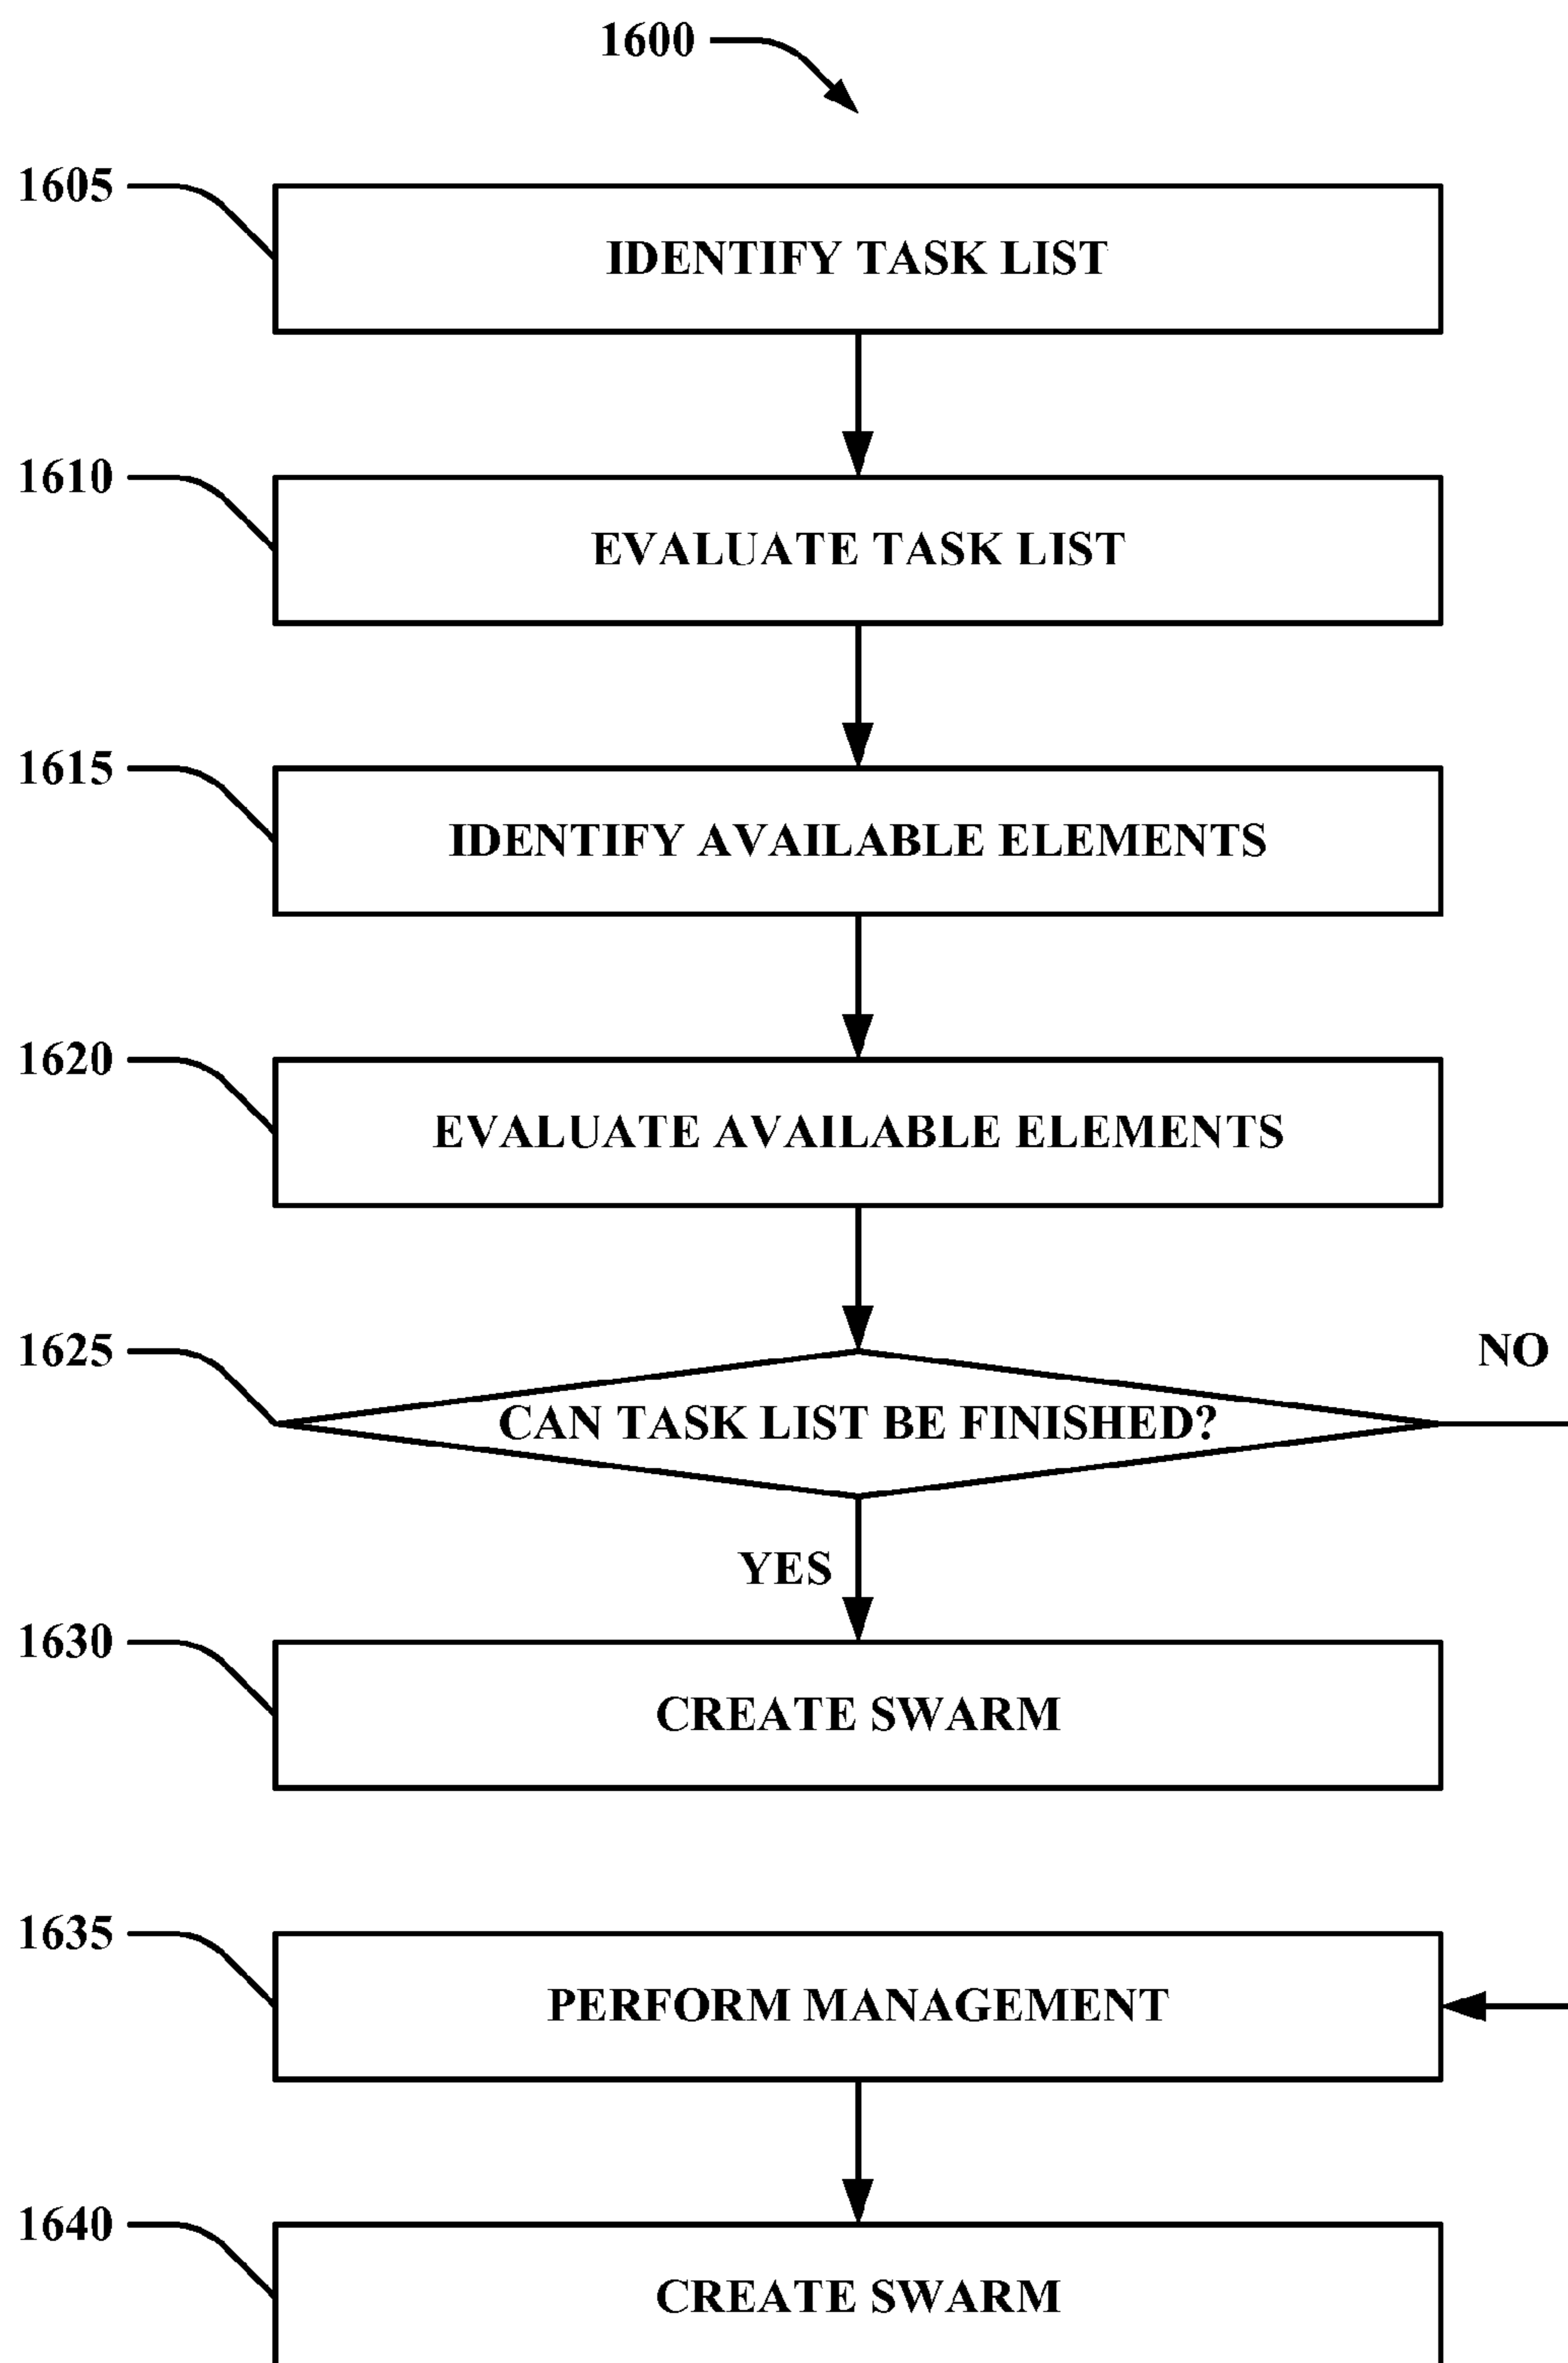 1600
1605
IDENTIFY TASK LIST
1610
EVALUATE TASK LIST
1615
IDENTIFY AVAILABLE ELEMENTS
1620
EVALUATE AVAILABLE ELEMENTS
1625
NO
CAN TASK LIST BE FINISHED?
YES
1630
CREATE SWARM
1635
PERFORM MANAGEMENT
1640
CREATE SWARM